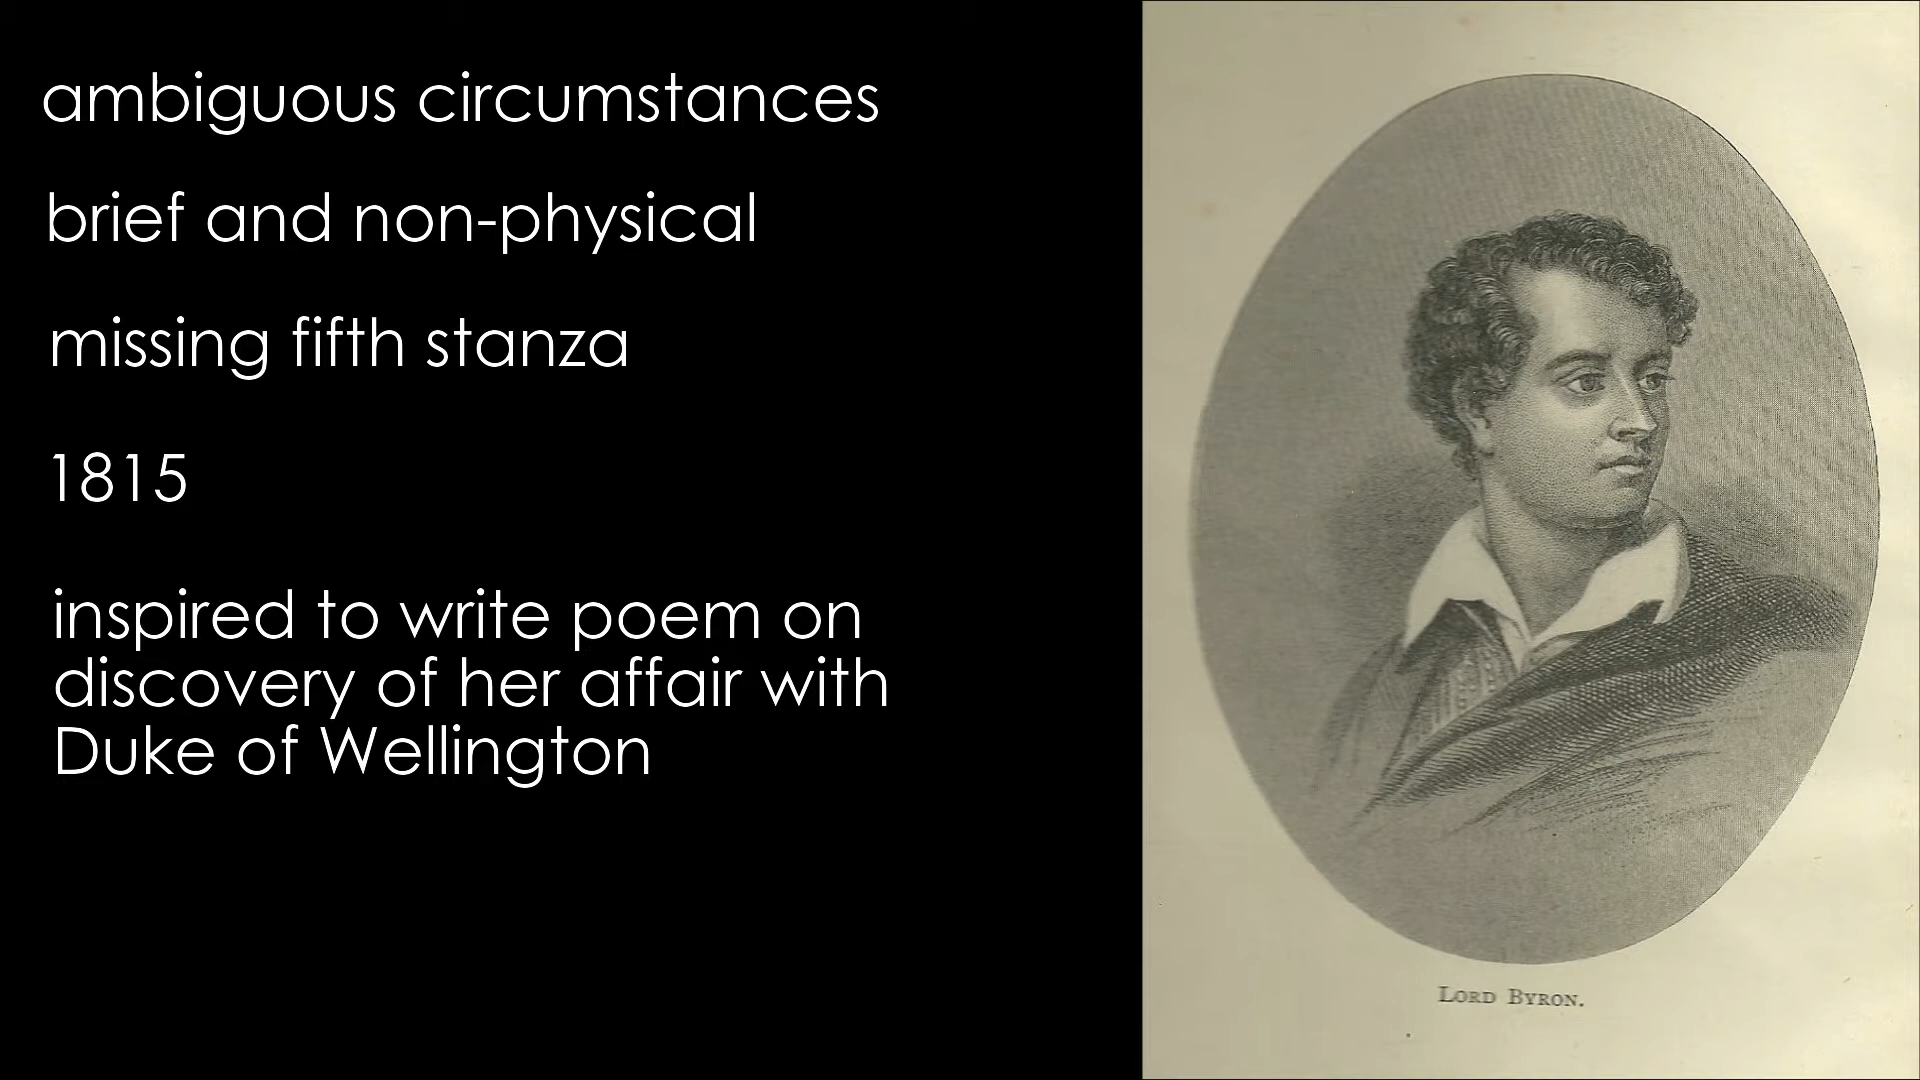 ambiguous circumstances
brief and non-physical
missing fifth stanza
1815
inspired to write poem on
discovery of her affair with
Duke of Wellington
Lord Byron.